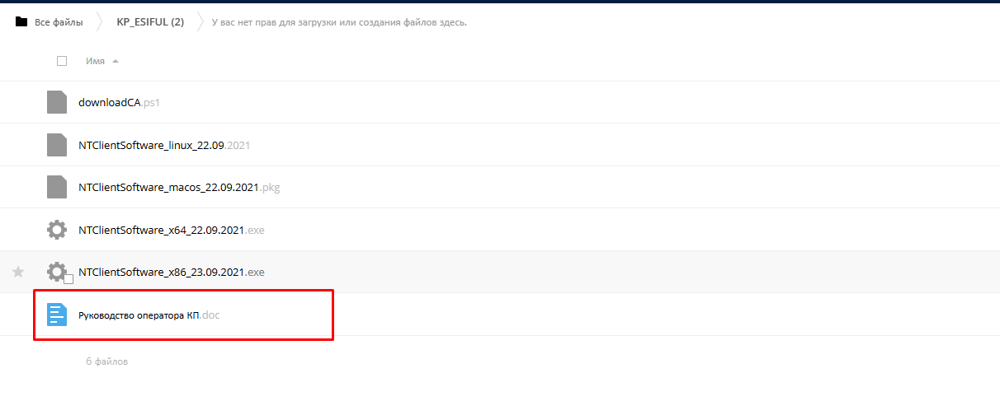 Все файлы KP_ESIFUL (2) У вас нет прав для загрузки или создания файлов здесь.
Имя
downloadCA.ps1
NTClientSoftware_linux_22.09.2021
NTClientSoftware_macos_22.09.2021.pkg
NTClientSoftware_x64_22.09.2021.exe
NTClientSoftware_x86_23.09.2021.exe
Руководство оператора КП.doc
6 файлов